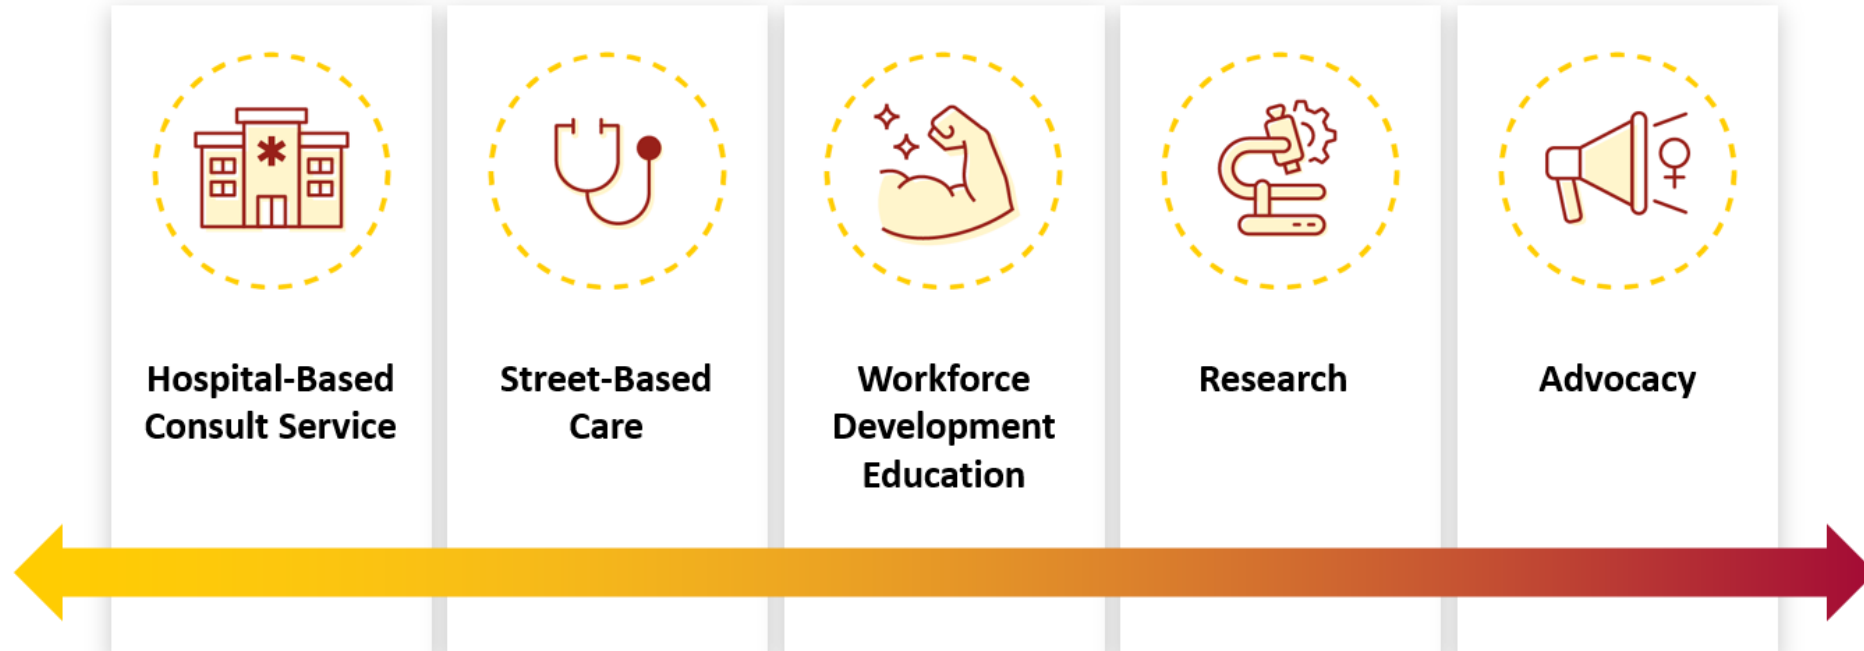 Hospital-Based
Consult Service
Street-Based
Care
Workforce
Development
Education
Research
Advocacy